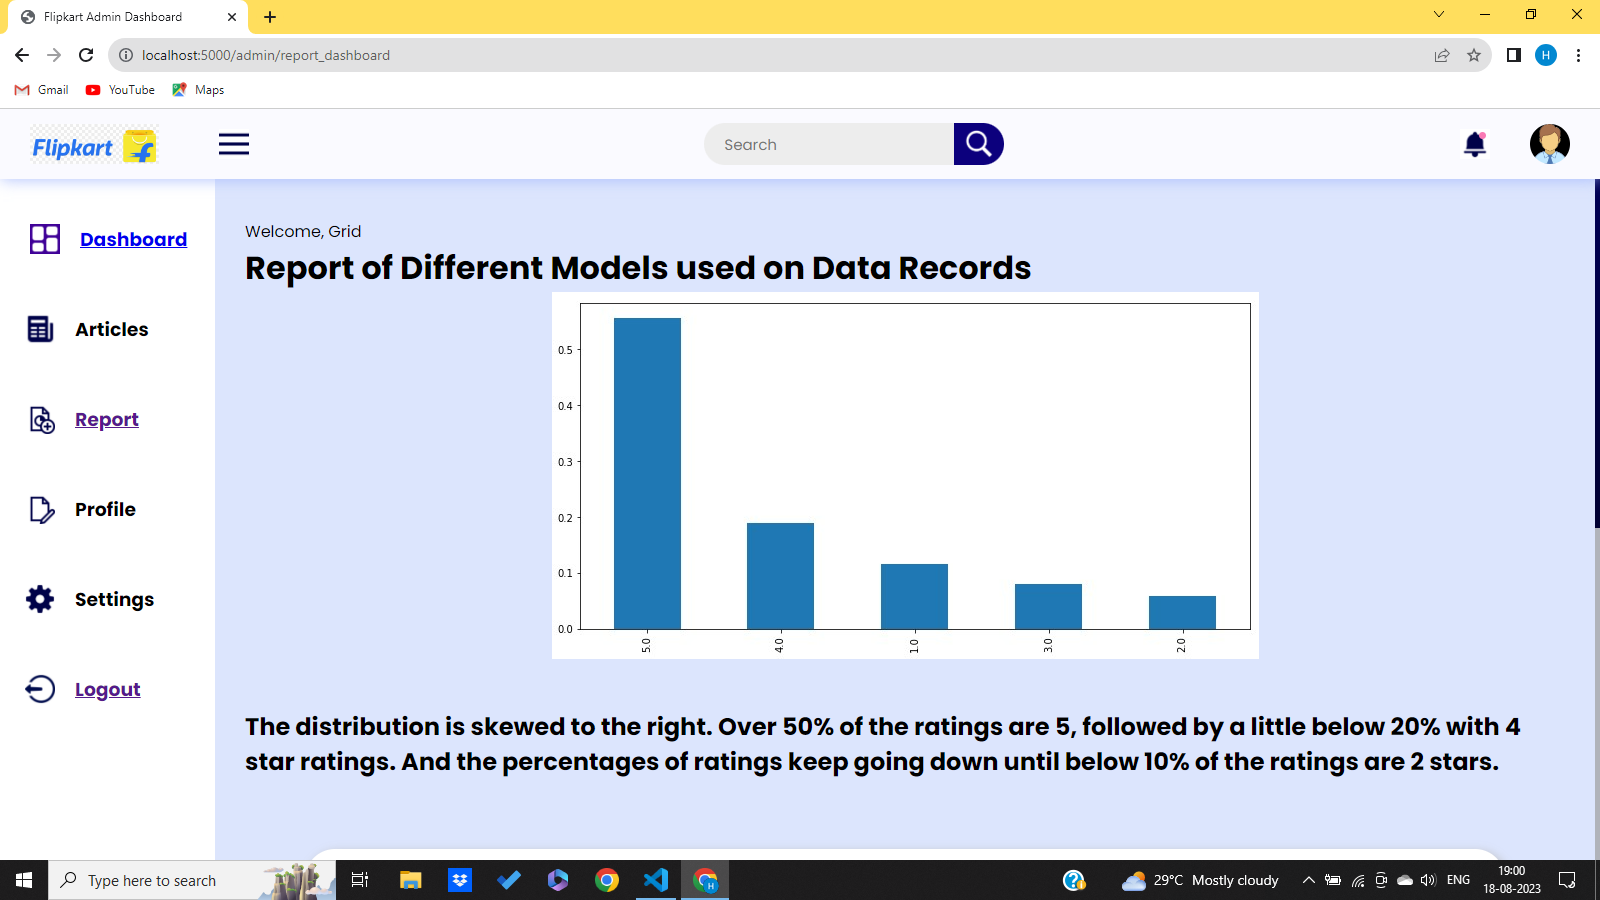 Flipkart Admin Dashboard
localhost:5000/admin/report_dashboard
H
Gmail YouTube Maps
Flipkart
Search
Dashboard
Articles
Report
Profile
Settings
Logout
Welcome, Grid
Report of Different Models used on Data Records
0.5
0.4
0.3
0.2
0.1
0.0
5.0 4.0 1.0 3.0 2.0
The distribution is skewed to the right. Over 50% of the ratings are 5, followed by a little below 20% with 4
star ratings. And the percentages of ratings keep going down until below 10% of the ratings are 2 stars.
Type here to search
H
29°C Mostly cloudy
ENG
19:00
18-08-2023